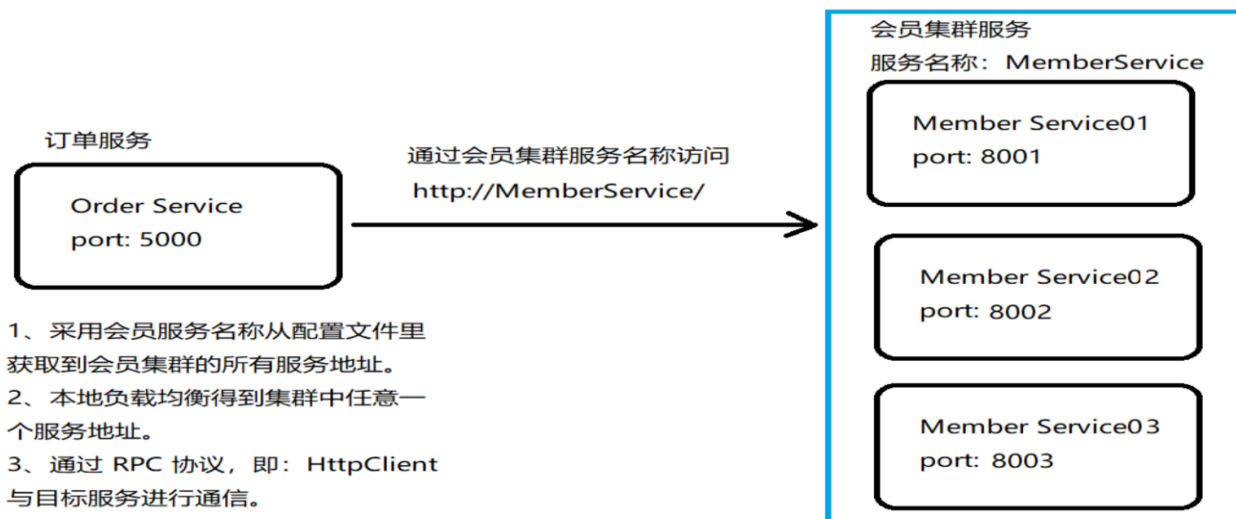 订单服务
Order Service
port: 5000
1、采用会员服务名称从配置文件里
获取到会员集群的所有服务地址。
2、本地负载均衡得到集群中任意一
个服务地址。
3、通过 RPC 协议，即：HttpClient
与目标服务进行通信。
通过会员集群服务名称访问
http://MemberService/
会员集群服务
服务名称：MemberService
Member Service01
port: 8001
Member Service02
port: 8002
Member Service03
port: 8003